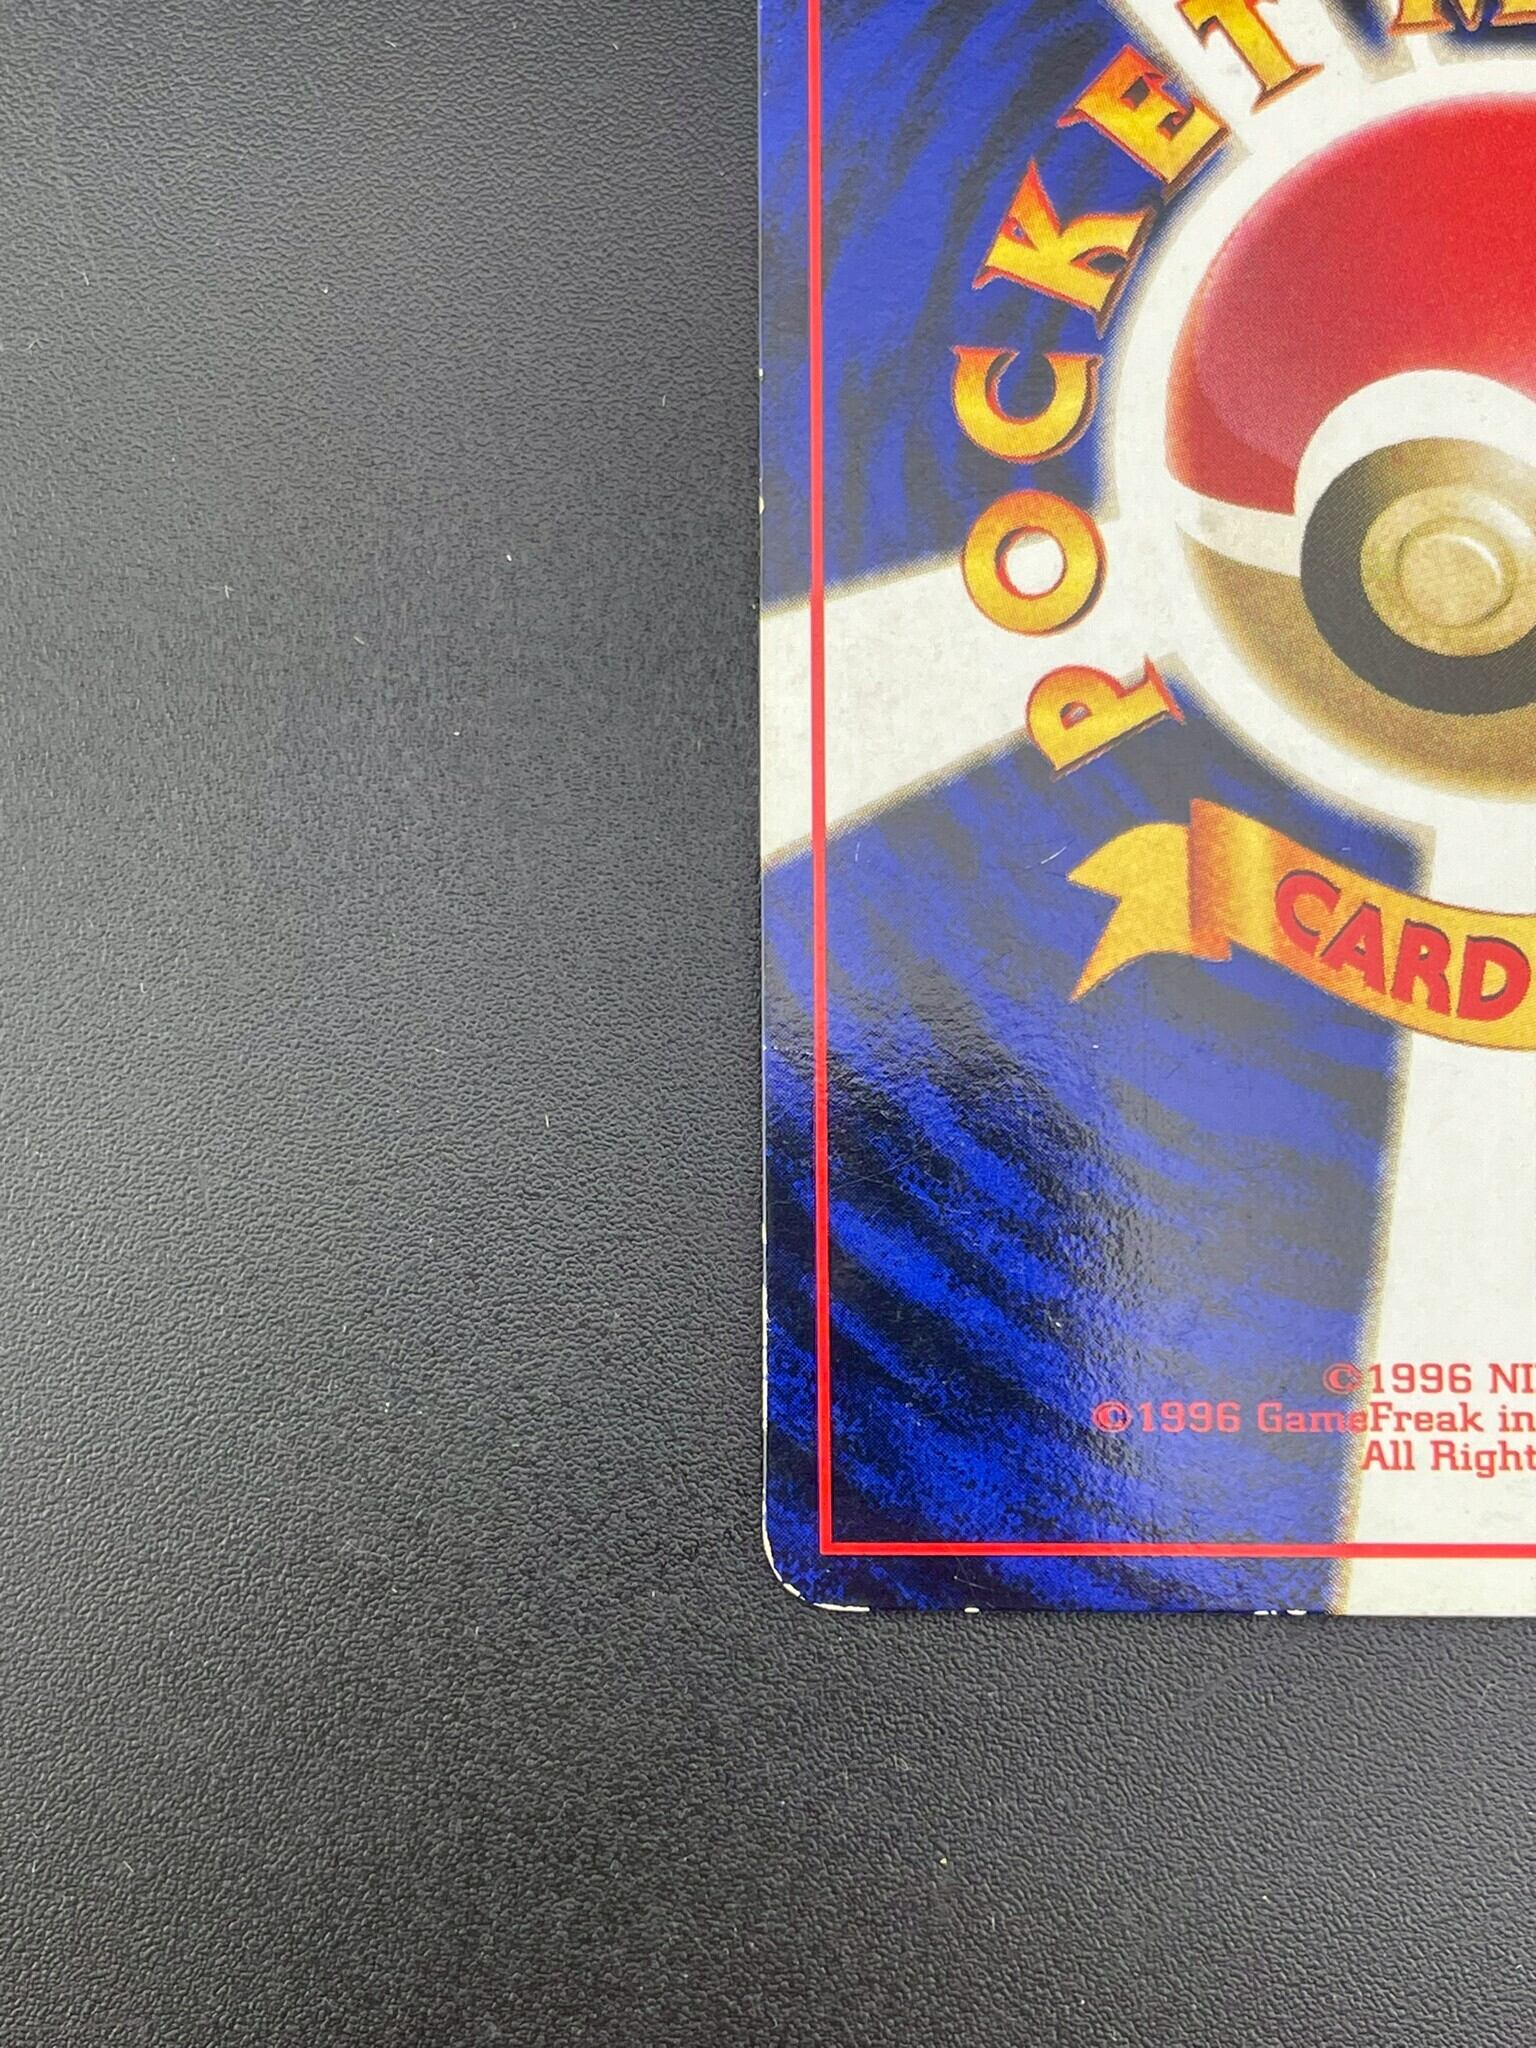 POCKET M
CARD
©1996 NI
©1996 GameFreak in
All Right